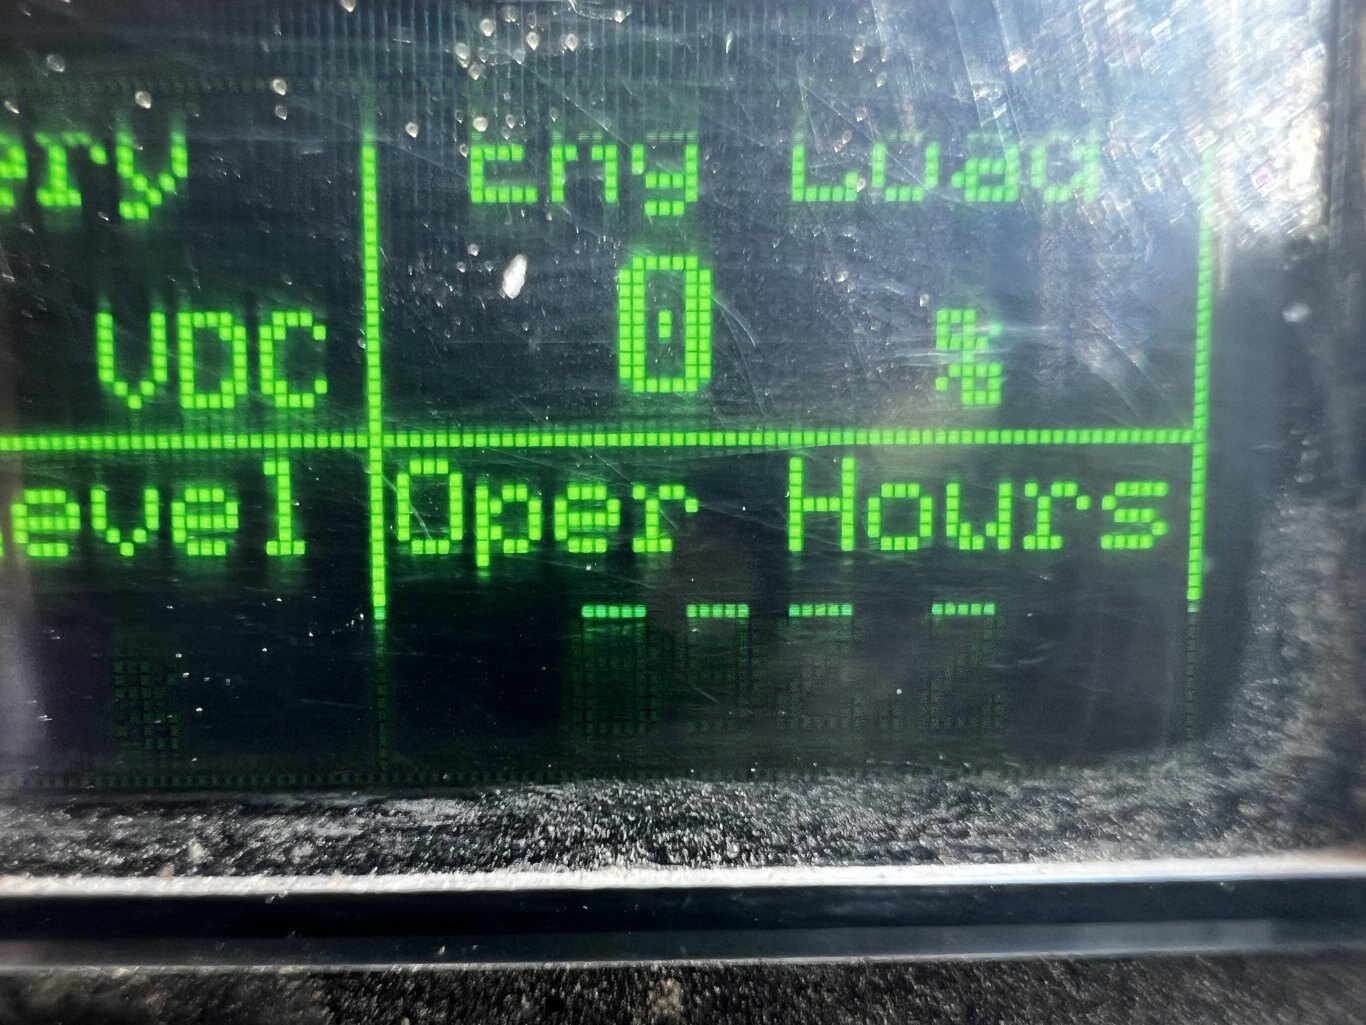 ery Eng Load
VDC 0 %
evel Oper Hours